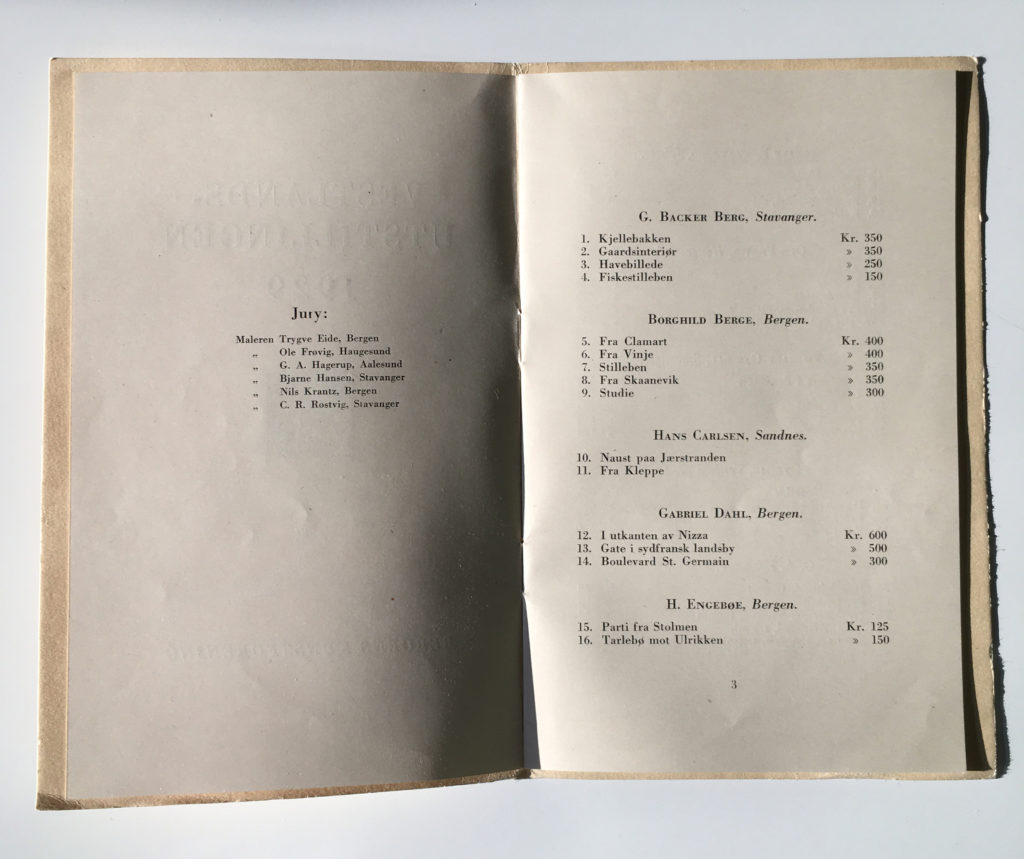 Jury:
Maleren Trygve Eide, Bergen
„ Ole Frøvig, Haugesund
„ G. A. Hagerup, Aalesund
„ Bjarne Hansen, Stavanger
„ Nils Krantz, Bergen
„ C. R. Rostvig, Stavanger
G. Backer Berg, Stavanger.
1. Kjellebakken Kr. 350
2. Gaardsinteriør » 350
3. Havebillede » 250
4. Fiskestilleben » 150
Borghild Berge, Bergen.
5. Fra Clamart Kr. 400
6. Fra Vinje » 400
7. Stilleben » 350
8. Fra Skaanevik » 350
9. Studie » 300
Hans Carlsen, Sandnes.
10. Naust paa Jærstranden
11. Fra Kleppe
Gabriel Dahl, Bergen.
12. I utkanten av Nizza Kr. 600
13. Gate i sydfransk landsby » 500
14. Boulevard St. Germain » 300
H. Engebøe, Bergen.
15. Parti fra Stolmen Kr. 125
16. Tarlebø mot Ulrikken » 150
3